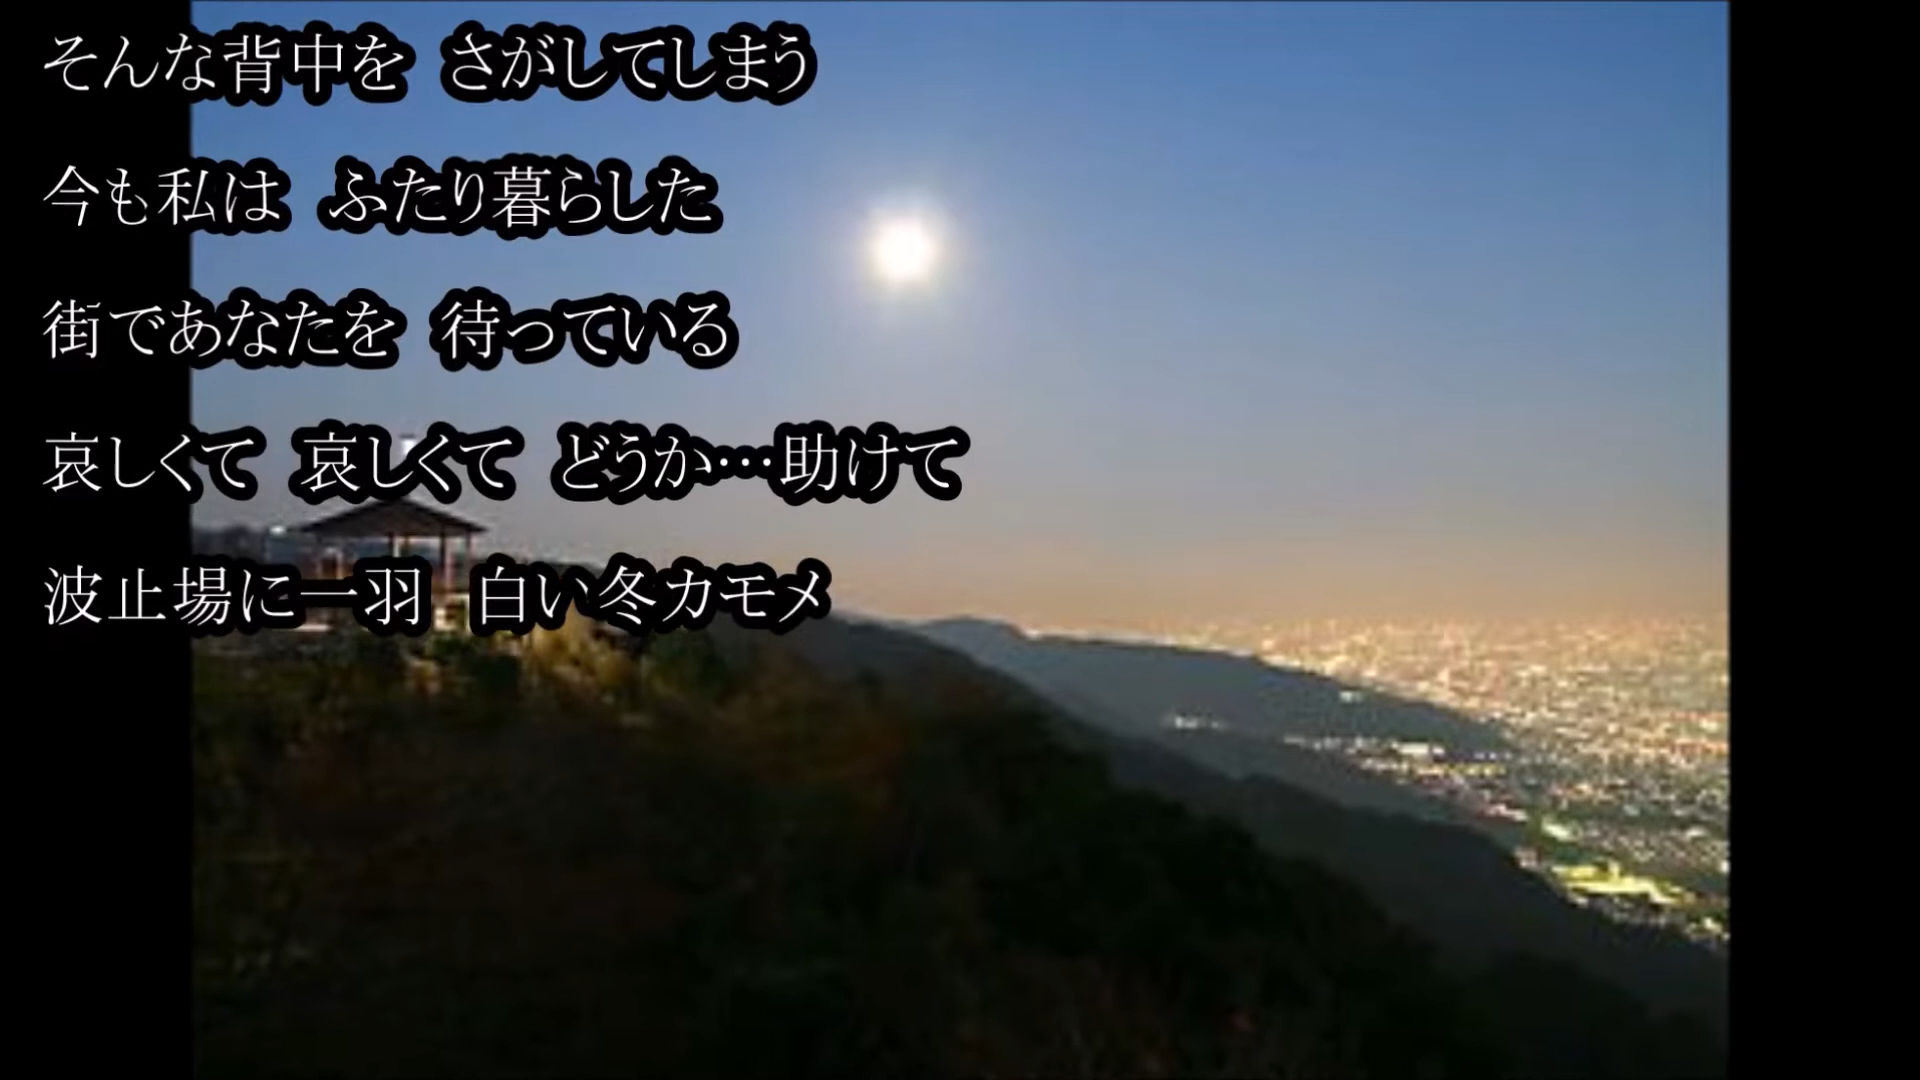 そんな背中を さがしてしまう
今も私は ふたり暮らした
街であなたを 待っている
哀しくて 哀しくて どうか…助けて
波止場に一羽 白い冬カモメ